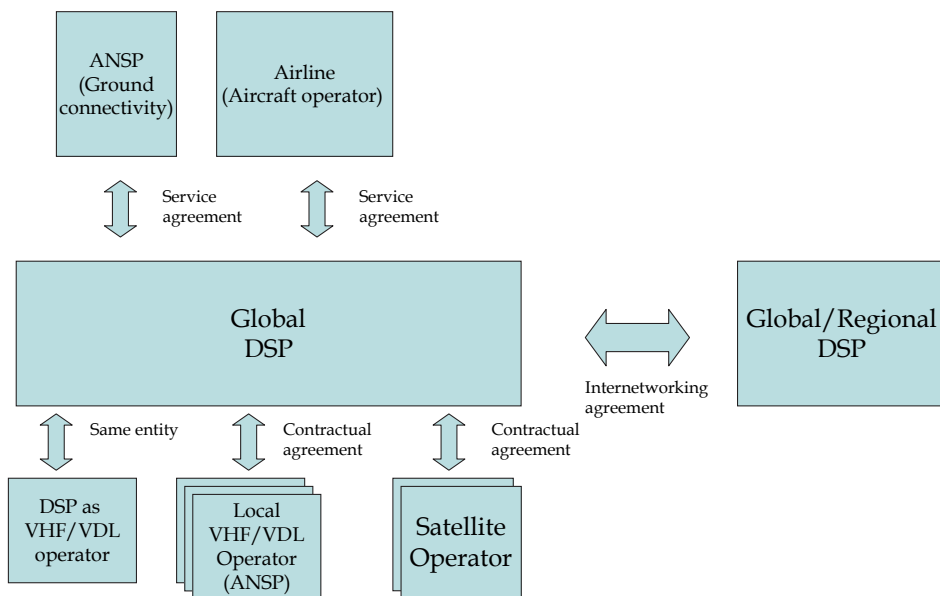 ANSP
(Ground
connectivity)
Airline
(Aircraft operator)
Service
agreement
Service
agreement
Global
DSP
Global/Regional
DSP
Internetworking
agreement
Same entity
Contractual
agreement
Contractual
agreement
DSP as
VHF/VDL
operator
Local
VHF/VDL
Operator
(ANSP)
Satellite
Operator